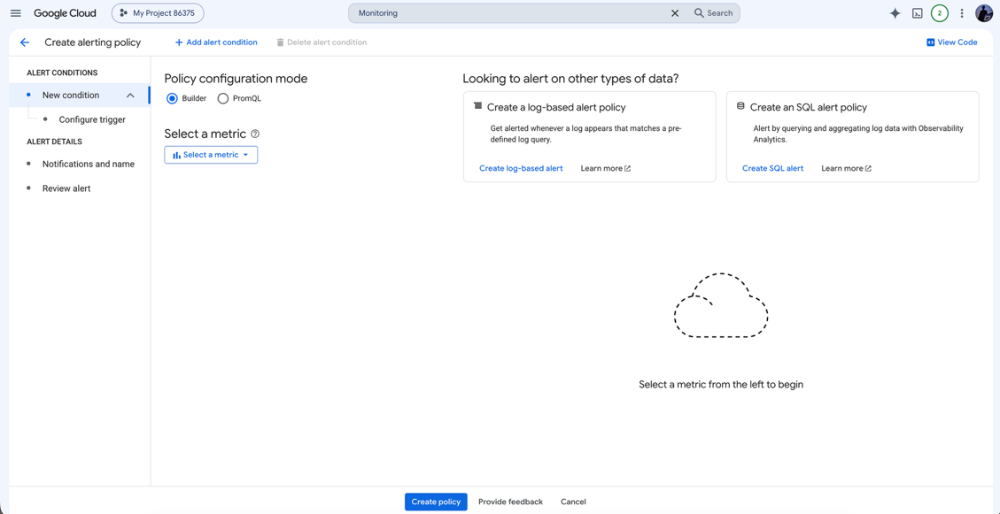 Google Cloud
My Project 86375
Monitoring
Search
2
Create alerting policy
Add alert condition
Delete alert condition
View Code
ALERT CONDITIONS
New condition
Configure trigger
ALERT DETAILS
Notifications and name
Review alert
Policy configuration mode
Builder
PromQL
Select a metric
Select a metric
Looking to alert on other types of data?
Create a log-based alert policy
Get alerted whenever a log appears that matches a pre-
defined log query.
Create log-based alert
Learn more
Create an SQL alert policy
Alert by querying and aggregating log data with Observability
Analytics.
Create SQL alert
Learn more
Select a metric from the left to begin
Create policy
Provide feedback
Cancel